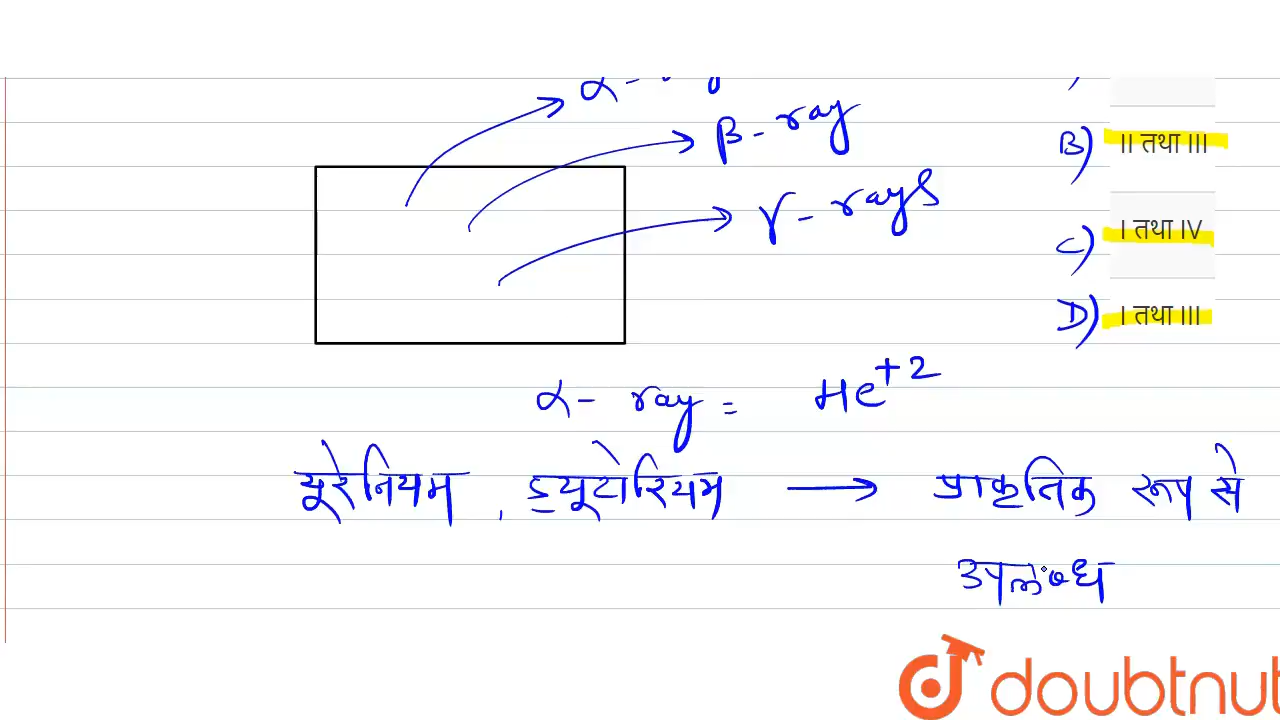 β - ray
B) II तथा III
γ - rays
C) I तथा IV
D) I तथा III
α - ray = He+2
यूरेनियम , ड्यूटोरियम → प्राकृतिक रूप से
उपलब्ध
doubtnut